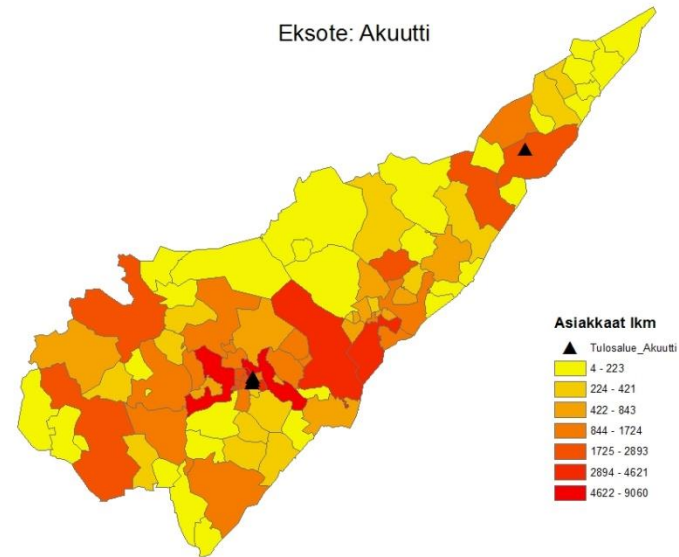 Eksote: Akuutti
Asiakkaat lkm
Tulosalue_Akuutti
4 - 223
224 - 421
422 - 843
844 - 1724
1725 - 2893
2894 - 4621
4622 - 9060